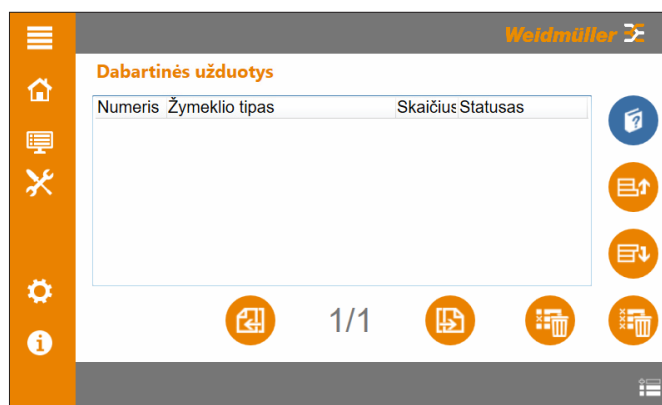 Weidmüller
Dabartinės užduotys
Numeris Žymeklio tipas Skaičius Statusas
1/1